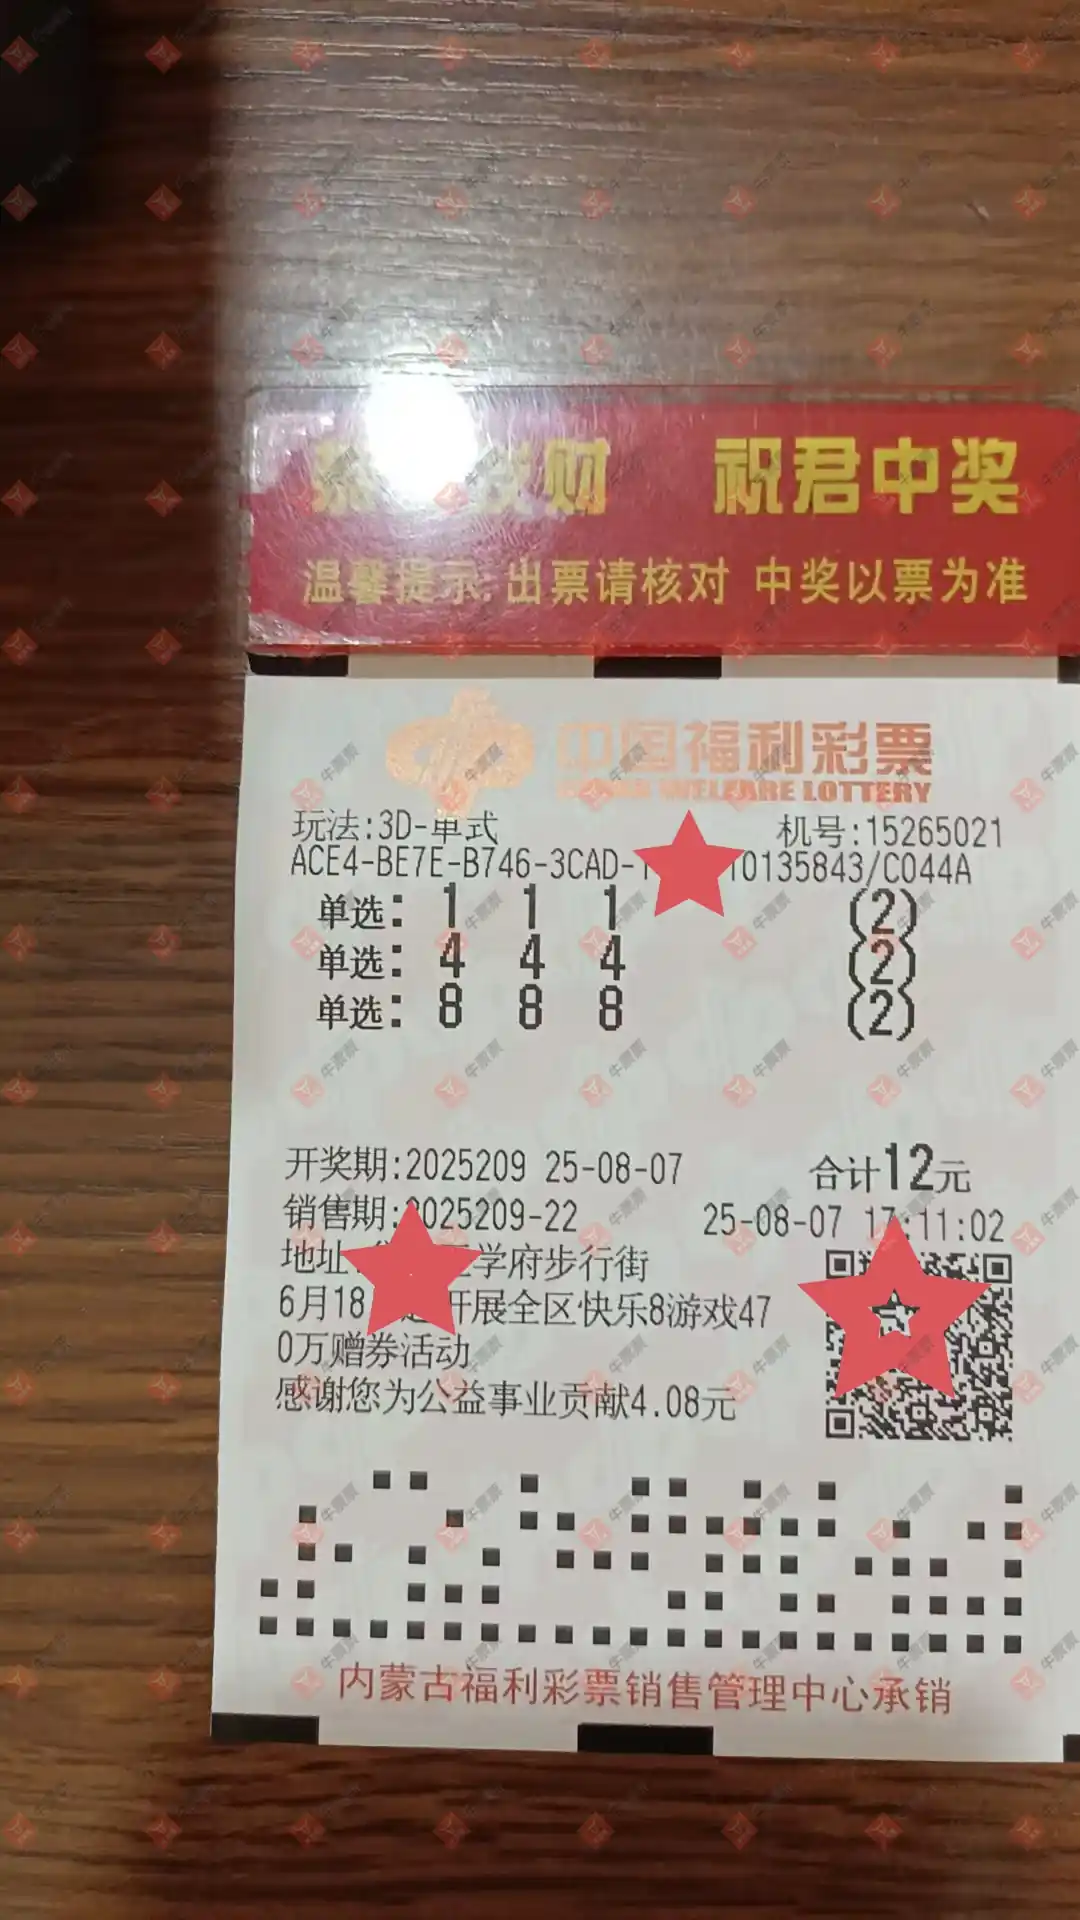 财 祝君中奖
温馨提示:出票请核对 中奖以票为准
中国福利彩票
CHINA WELFARE LOTTERY
玩法:3D-单式 机号:15265021
ACE4-BE7E-B746-3CAD-1 10135843/C044A
单选: 1 1 1 (2)
单选: 4 4 4 (2)
单选: 8 8 8 (2)
开奖期:2025209 25-08-07 合计12元
销售期:2025209-22 25-08-07 17:11:02
地址: 学府步行街
6月18 开展全区快乐8游戏47
0万赠券活动
感谢您为公益事业贡献4.08元
内蒙古福利彩票销售管理中心承销